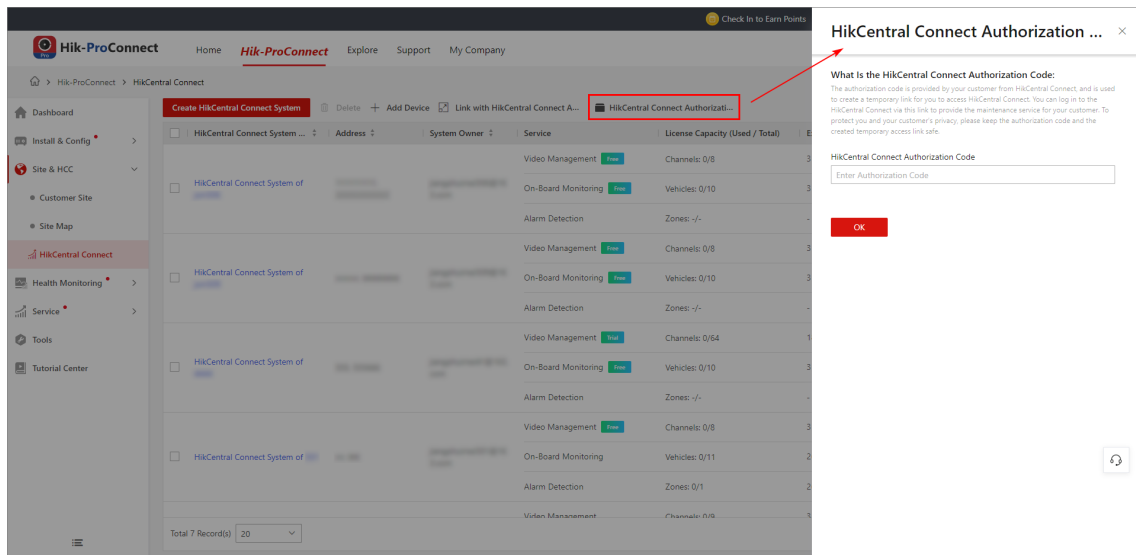 Check In to Earn Points
Hik-ProConnect
Pro
Home
Hik-ProConnect
Explore
Support
My Company
Hik-ProConnect > HikCentral Connect
Dashboard
Install & Config
Site & HCC
Customer Site
Site Map
HikCentral Connect
Health Monitoring
Service
Tools
Tutorial Center
Create HikCentral Connect System
Delete
Add Device
Link with HikCentral Connect A...
HikCentral Connect Authorizati...
HikCentral Connect System ...
Address
System Owner
Service
License Capacity (Used / Total)
HikCentral Connect System of
Video Management Free
Channels: 0/8
On-Board Monitoring Free
Vehicles: 0/10
Alarm Detection
Zones: -/-
HikCentral Connect System of
Video Management Free
Channels: 0/8
On-Board Monitoring Free
Vehicles: 0/10
Alarm Detection
Zones: -/-
HikCentral Connect System of
Video Management Trial
Channels: 0/64
On-Board Monitoring Free
Vehicles: 0/10
Alarm Detection
Zones: -/-
HikCentral Connect System of
Video Management Free
Channels: 0/8
On-Board Monitoring
Vehicles: 0/11
Alarm Detection
Zones: 0/1
Video Management
Channels: 0/9
Total 7 Record(s)
20
HikCentral Connect Authorization ...
What Is the HikCentral Connect Authorization Code:
The authorization code is provided by your customer from HikCentral Connect, and is used
to create a temporary link for you to access HikCentral Connect. You can log in to the
HikCentral Connect via this link to provide the maintenance service for your customer. To
protect you and your customer's privacy, please keep the authorization code and the
created temporary access link safe.
HikCentral Connect Authorization Code
Enter Authorization Code
OK